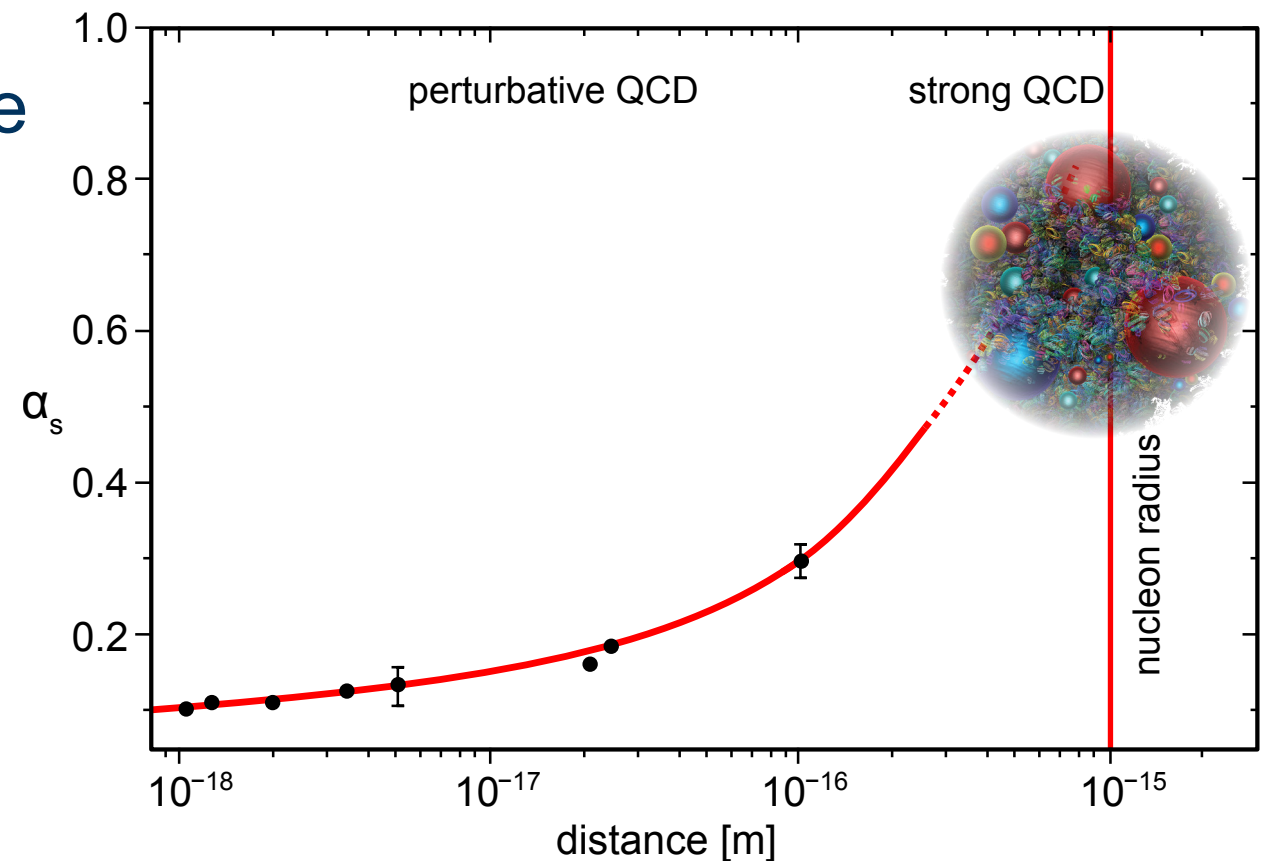 e
1.0
perturbative QCD
strong QCD
0.8
0.6
αₛ
0.4
nucleon radius
0.2
10⁻¹⁸
10⁻¹⁷
10⁻¹⁶
10⁻¹⁵
distance [m]